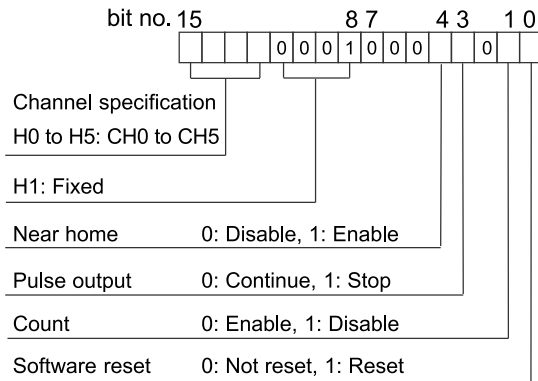 bit no. 15 8 7 4 3 1 0
0 0 0 1 0 0 0 0
Channel specification
H0 to H5: CH0 to CH5
H1: Fixed
Near home 0: Disable, 1: Enable
Pulse output 0: Continue, 1: Stop
Count 0: Enable, 1: Disable
Software reset 0: Not reset, 1: Reset